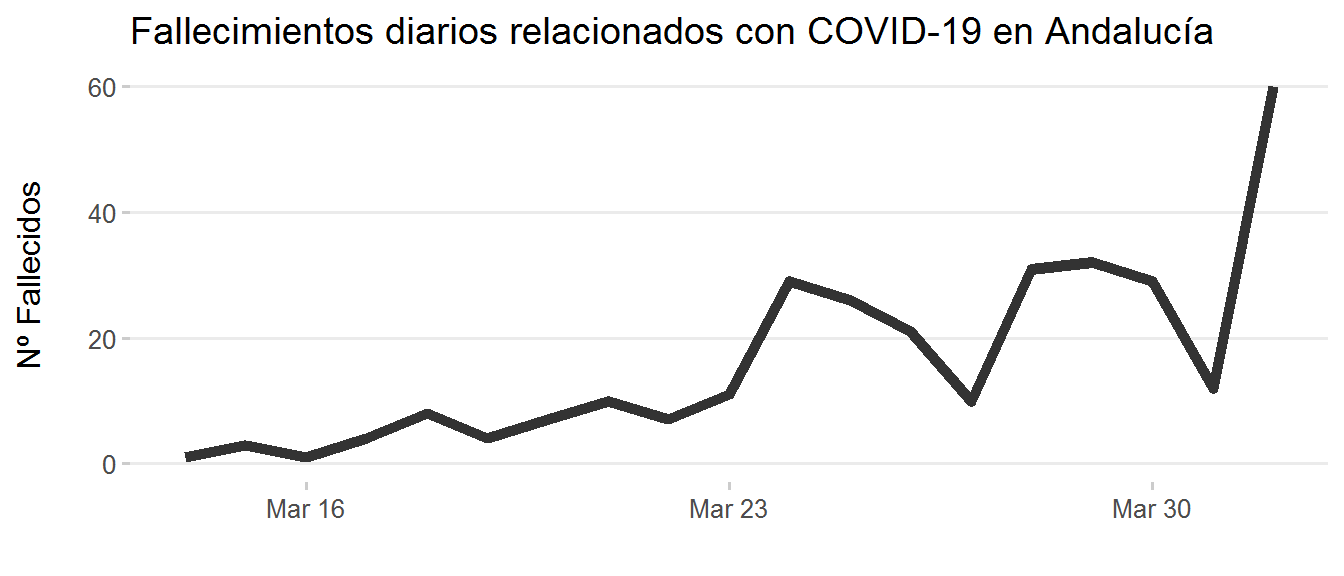 Fallecimientos diarios relacionados con COVID-19 en Andalucía
60
40
20
0
Nº Fallecidos
Mar 16
Mar 23
Mar 30